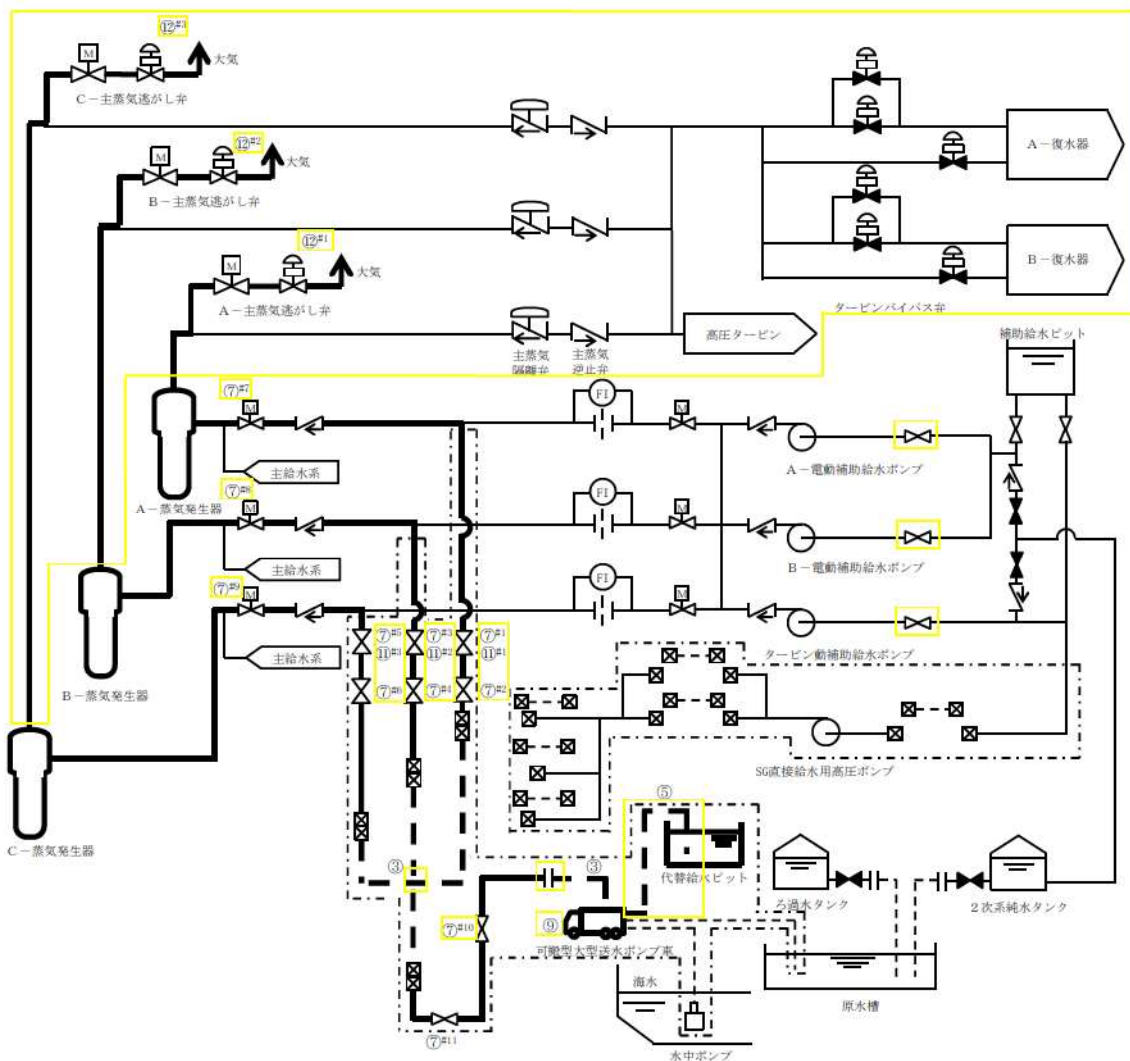 ⑫#3
M
大気
C-主蒸気逃がし弁
⑫#2
M
大気
B-主蒸気逃がし弁
⑫#1
M
大気
A-主蒸気逃がし弁
A-復水器
B-復水器
タービンバイパス弁
高圧タービン
主蒸気
隔離弁
主蒸気
逆止弁
補助給水ピット
⑦#7
M
FI
M
主給水系
A-電動補助給水ポンプ
⑦#8
A-蒸気発生器
M
FI
M
主給水系
B-電動補助給水ポンプ
⑦#9
M
FI
M
主給水系
タービン動補助給水ポンプ
B-蒸気発生器
⑦#5
⑪#3
⑦#6
⑦#3
⑪#2
⑦#4
⑦#1
⑪#1
⑦#2
SG直接給水用高圧ポンプ
C-蒸気発生器
⑤
代替給水ピット
③
③
⑨
⑦#10
可搬型大型送水ポンプ車
ろ過水タンク
2次系純水タンク
海水
原水槽
⑦#11
水中ポンプ